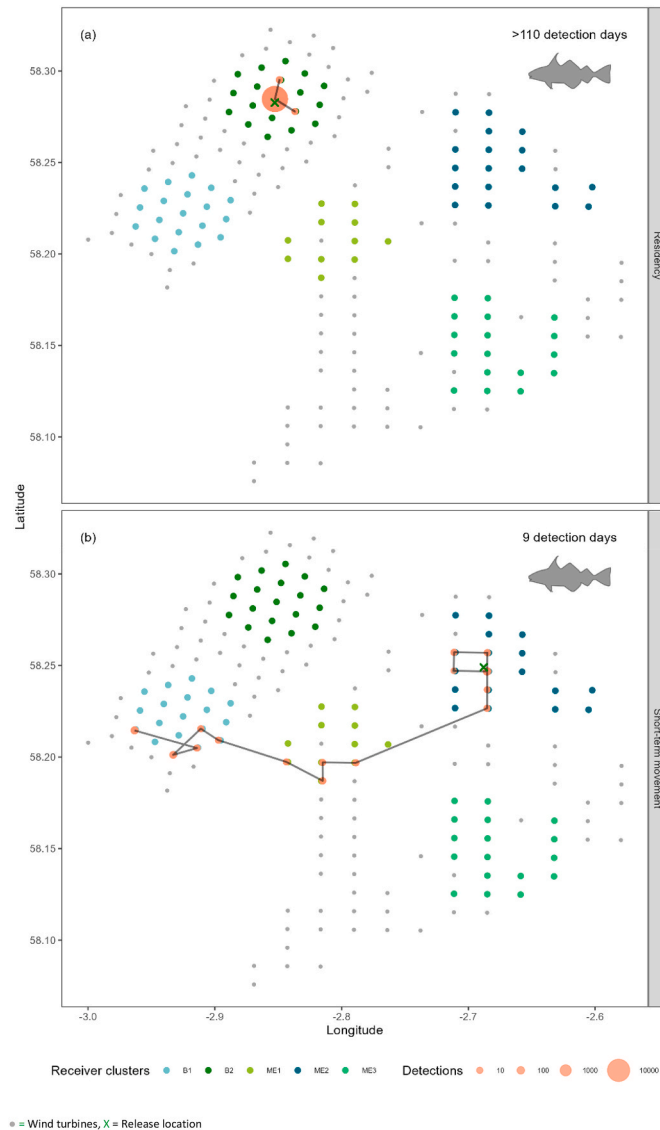 (a)
>110 detection days
58.30
58.25
58.20
58.15
58.10
Residency
Latitude
(b)
9 detection days
58.30
58.25
58.20
58.15
58.10
Short-term movement
-3.0 -2.9 -2.8 -2.7 -2.6
Longitude
Receiver clusters B1 B2 ME1 ME2 ME3 Detections 10 100 1000 10000
= Wind turbines, X = Release location